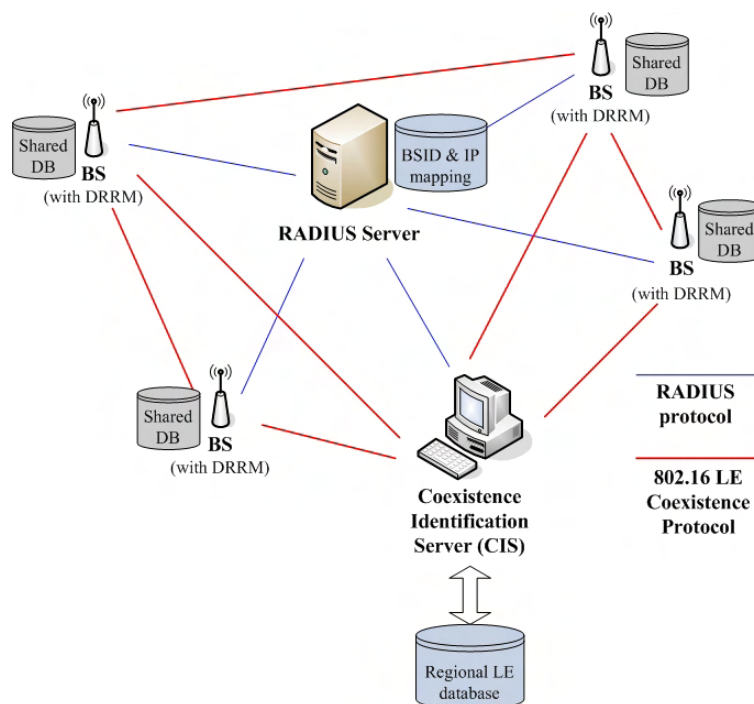 Shared
DB
BS
(with DRRM)
Shared
DB
BS
(with DRRM)
BSID & IP
mapping
RADIUS Server
Shared
DB
BS
(with DRRM)
Shared
DB
BS
(with DRRM)
RADIUS
protocol
802.16 LE
Coexistence
Protocol
Coexistence
Identification
Server (CIS)
Regional LE
database